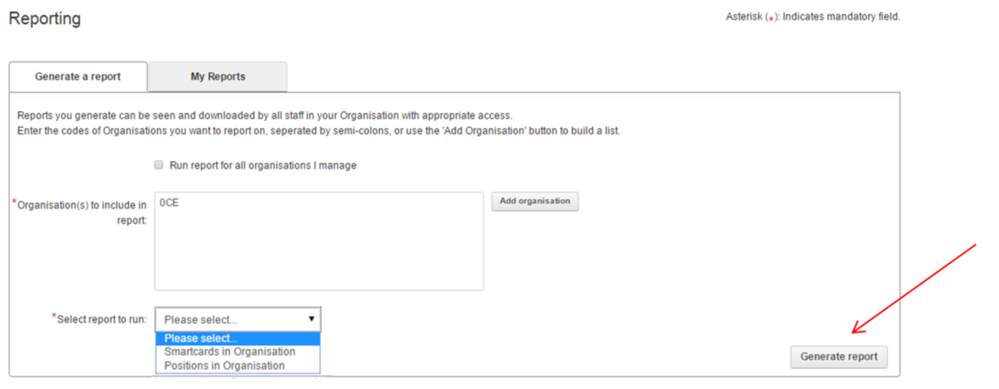 Reporting
Asterisk (*): Indicates mandatory field.
Generate a report
My Reports
Reports you generate can be seen and downloaded by all staff in your Organisation with appropriate access.
Enter the codes of Organisations you want to report on, seperated by semi-colons, or use the 'Add Organisation' button to build a list.
Run report for all organisations I manage
*Organisation(s) to include in
report:
0CE
Add organisation
*Select report to run:
Please select...
Please select...
Smartcards in Organisation
Positions in Organisation
Generate report